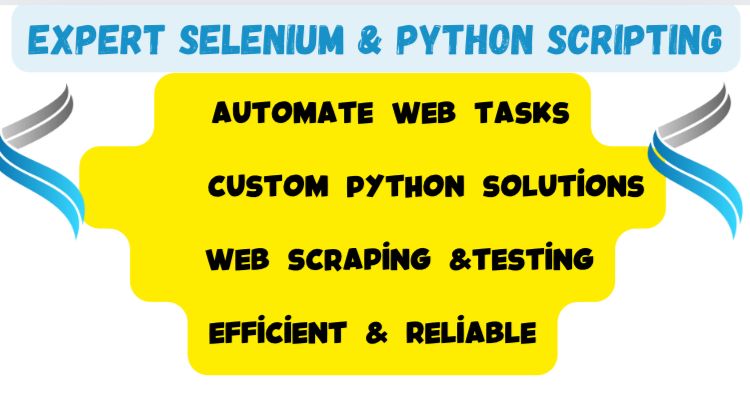 EXPERT SELENIUM & PYTHON SCRIPTING
AUTOMATE WEB TASKS
CUSTOM PYTHON SOLUTIONS
WEB SCRAPING &TESTING
EFFICIENT & RELIABLE